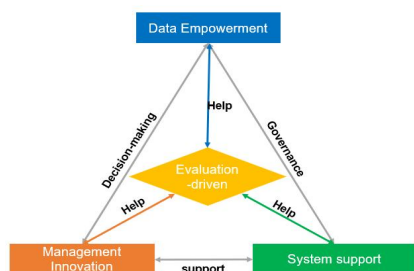 Data Empowerment
Help
Decision-making
Governance
Evaluation
-driven
Help
Help
Management
Innovation
support
System support